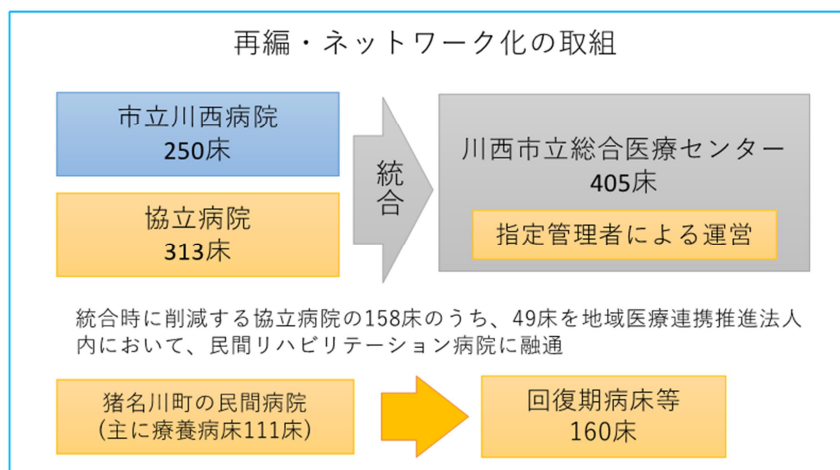 再編・ネットワーク化の取組
市立川西病院
250床
協立病院
313床
統合
川西市立総合医療センター
405床
指定管理者による運営
統合時に削減する協立病院の158床のうち、49床を地域医療連携推進法人
内において、民間リハビリテーション病院に融通
猪名川町の民間病院
(主に療養病床111床)
回復期病床等
160床